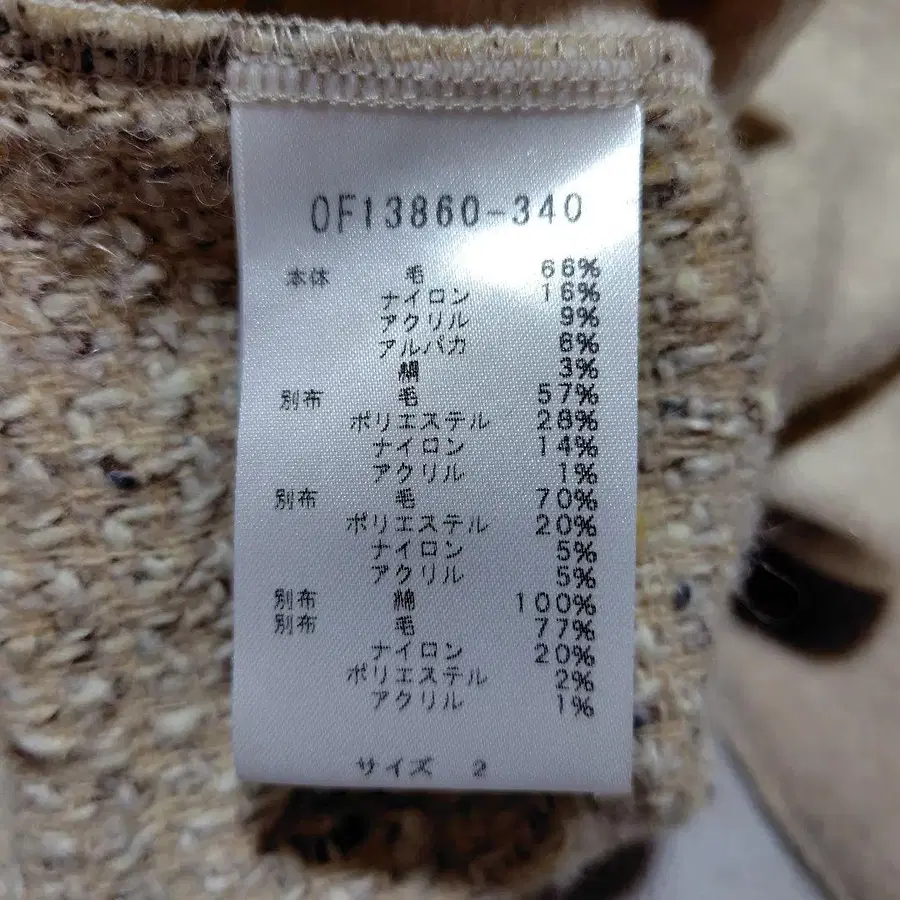 0F13860-340
本体 毛 66%
ナイロン 16%
アクリル 9%
アルパカ 6%
綿 3%
別布 毛 57%
ポリエステル 28%
ナイロン 14%
アクリル 1%
別布 毛 70%
ポリエステル 20%
ナイロン 5%
アクリル 5%
別布 綿 100%
別布 毛 77%
ナイロン 20%
ポリエステル 2%
アクリル 1%
サイズ 2